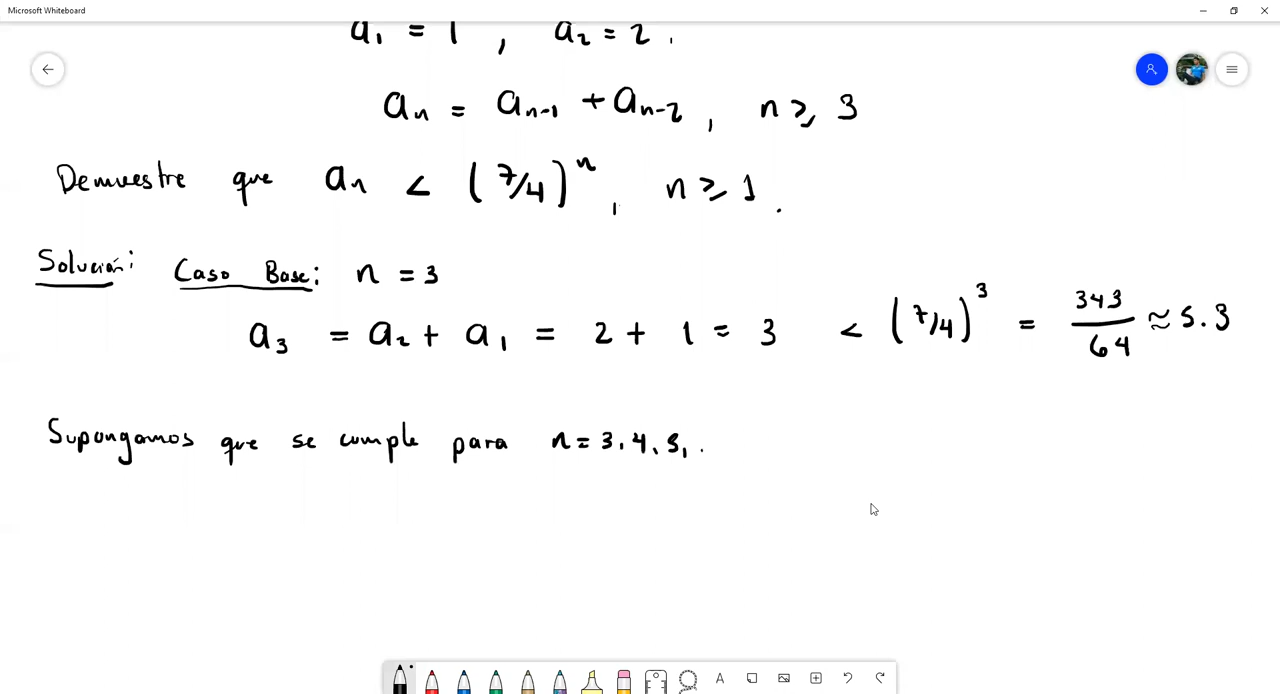 Microsoft Whiteboard
a₁ = 1 , a₂ = 2 .
aₙ = aₙ₋₁ + aₙ₋₂ , n ≥ 3
Demuestre que aₙ < (7/4)ⁿ , n ≥ 1 .
Solución: Caso Base: n = 3
a₃ = a₂ + a₁ = 2 + 1 = 3 < (7/4)³ = 343/64 ≈ 5.3
Supongamos que se cumple para n = 3, 4, 5, .
A